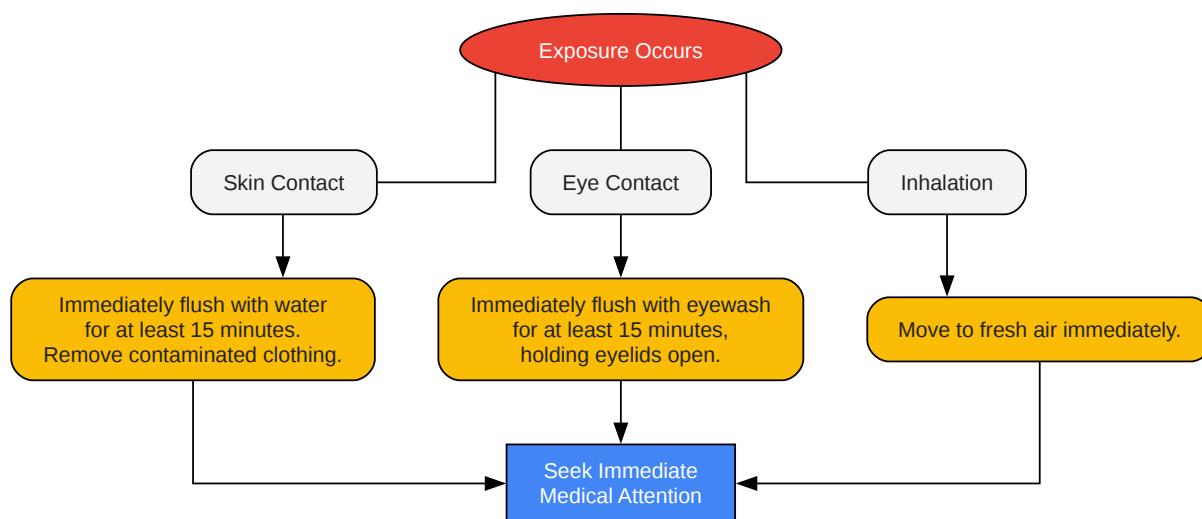 Exposure Occurs
Skin Contact
Eye Contact
Inhalation
Immediately flush with water
for at least 15 minutes.
Remove contaminated clothing.
Immediately flush with eyewash
for at least 15 minutes,
holding eyelids open.
Move to fresh air immediately.
Seek Immediate
Medical Attention